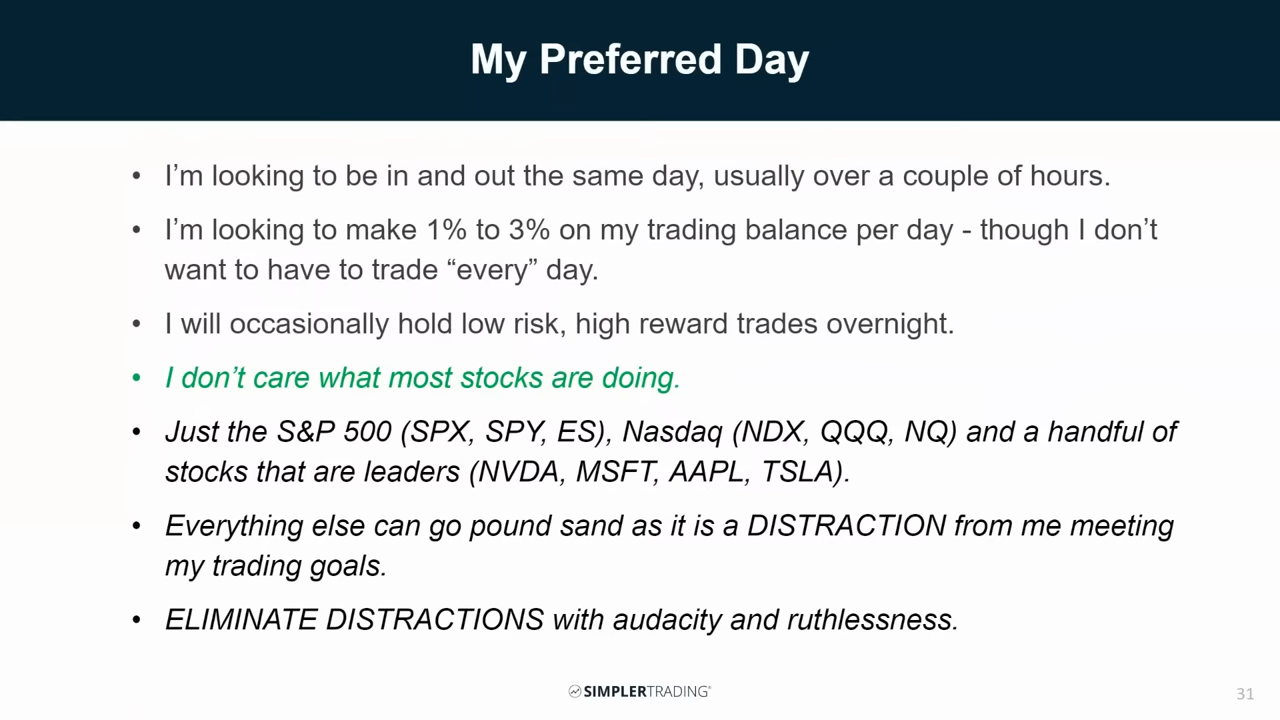 My Preferred Day
• I’m looking to be in and out the same day, usually over a couple of hours.
• I’m looking to make 1% to 3% on my trading balance per day - though I don’t
want to have to trade “every” day.
• I will occasionally hold low risk, high reward trades overnight.
• I don’t care what most stocks are doing.
• Just the S&P 500 (SPX, SPY, ES), Nasdaq (NDX, QQQ, NQ) and a handful of
stocks that are leaders (NVDA, MSFT, AAPL, TSLA).
• Everything else can go pound sand as it is a DISTRACTION from me meeting
my trading goals.
• ELIMINATE DISTRACTIONS with audacity and ruthlessness.
SIMPLERTRADING
31